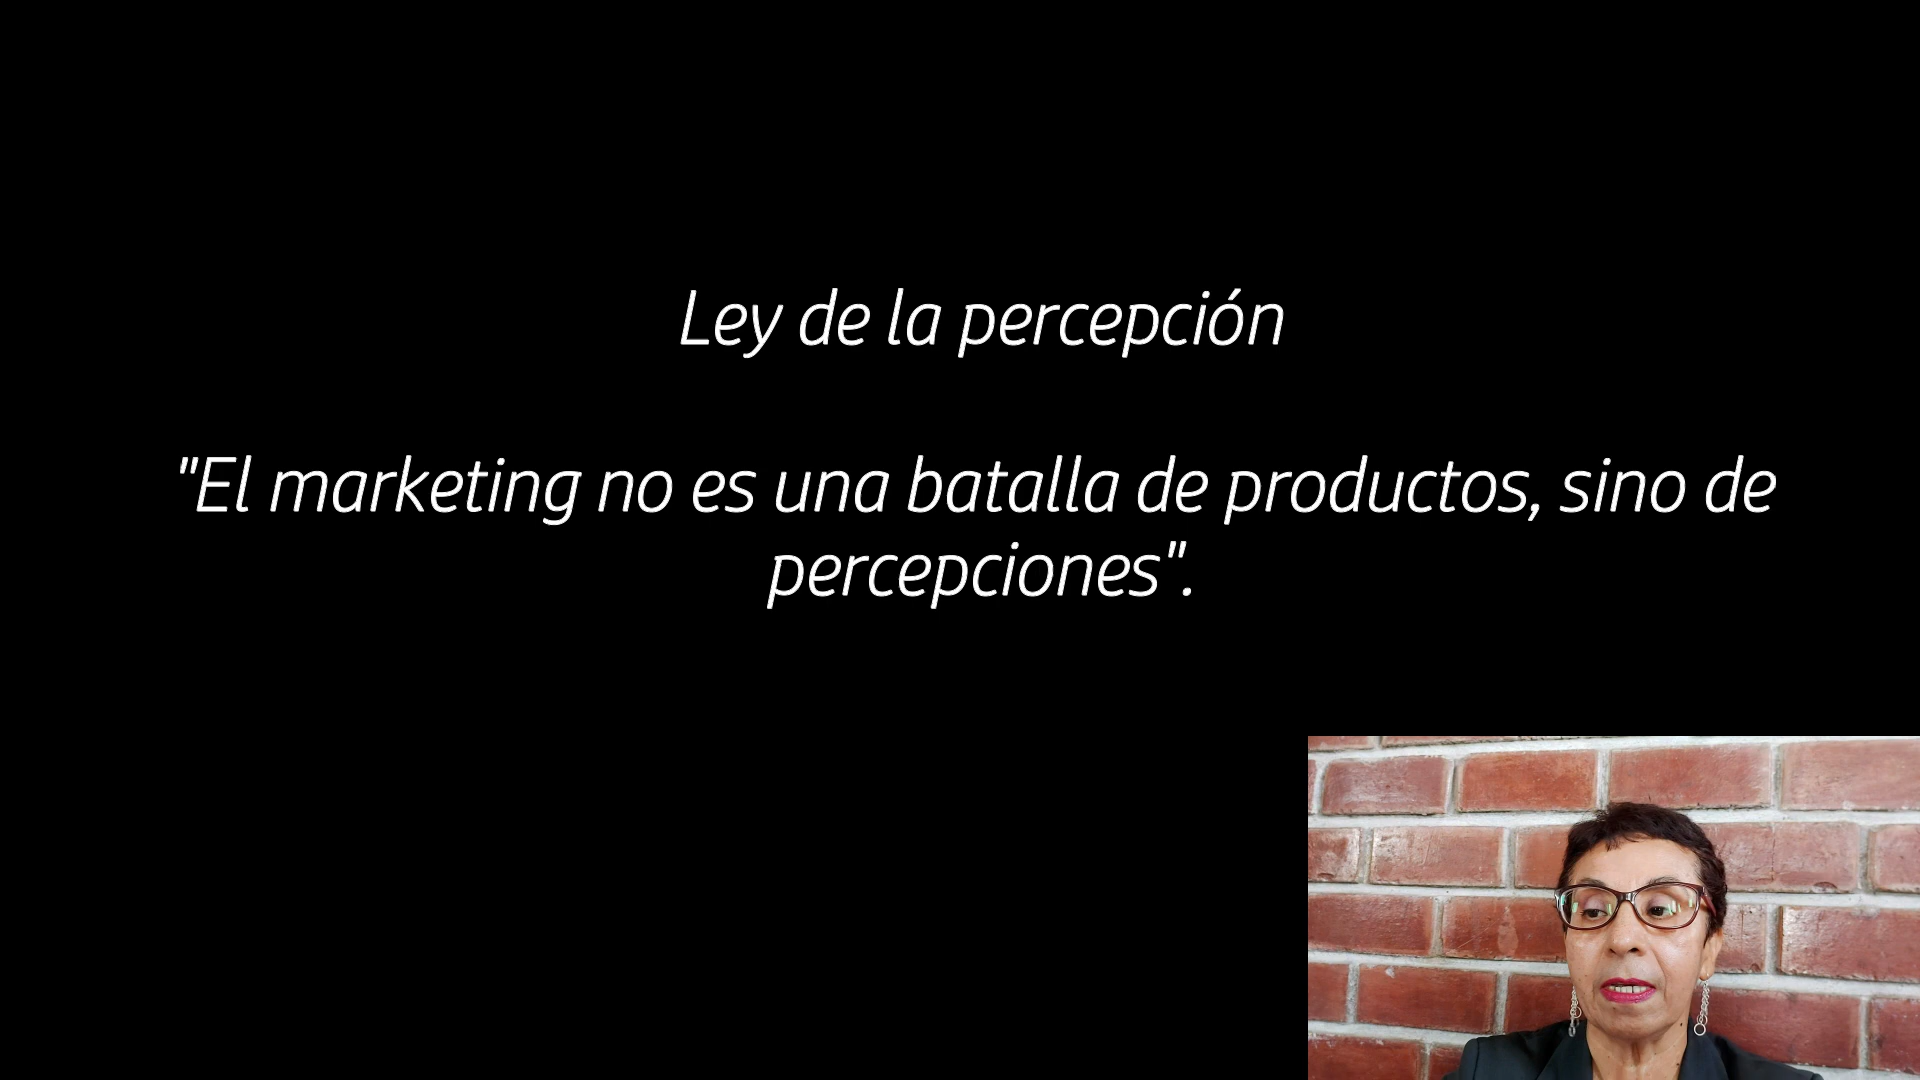 Ley de la percepción
"El marketing no es una batalla de productos, sino de
percepciones".